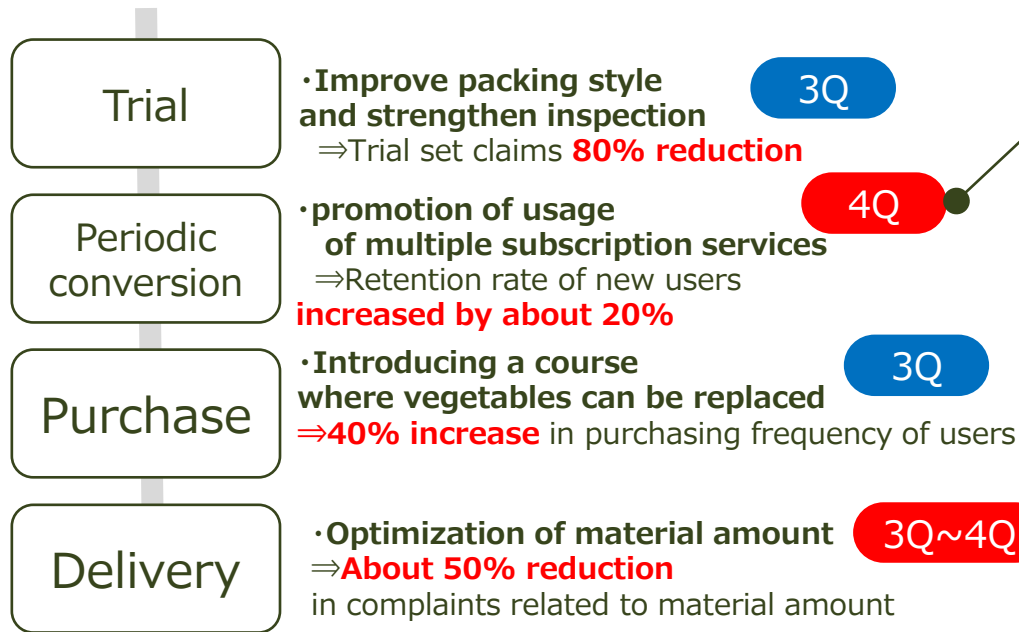 Trial
・Improve packing style
and strengthen inspection
⇒Trial set claims 80% reduction
3Q
Periodic
conversion
・promotion of usage
of multiple subscription services
⇒Retention rate of new users
increased by about 20%
4Q
Purchase
・Introducing a course
where vegetables can be replaced
⇒40% increase in purchasing frequency of users
3Q
Delivery
・Optimization of material amount
⇒About 50% reduction
in complaints related to material amount
3Q~4Q